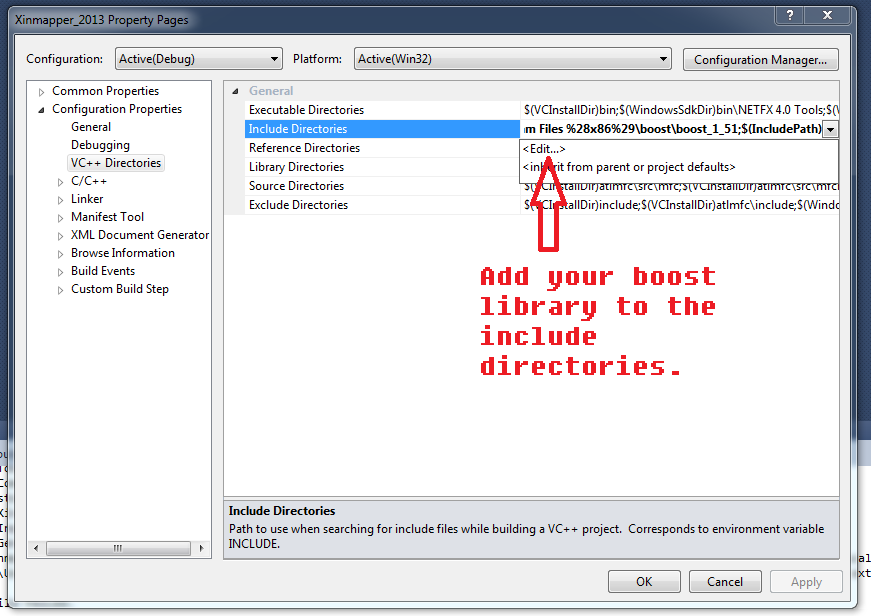 Xinmapper_2013 Property Pages
Configuration: Active(Debug) Platform: Active(Win32) Configuration Manager...
Common Properties
Configuration Properties
General
Debugging
VC++ Directories
C/C++
Linker
Manifest Tool
XML Document Generator
Browse Information
Build Events
Custom Build Step
General
Executable Directories $(VCInstallDir)bin;$(WindowsSdkDir)bin\NETFX 4.0 Tools;$(V
Include Directories m Files %28x86%29\boost\boost_1_51;$(IncludePath)
Reference Directories <Edit...>
Library Directories <inherit from parent or project defaults>
Source Directories $(VCInstallDir)atlmfc\src\mfc;$(VCInstallDir)atlmfc\src\mfcm
Exclude Directories $(VCInstallDir)include;$(VCInstallDir)atlmfc\include;$(Windo
Add your boost
library to the
include
directories.
Include Directories
Path to use when searching for include files while building a VC++ project. Corresponds to environment variable
INCLUDE.
OK Cancel Apply